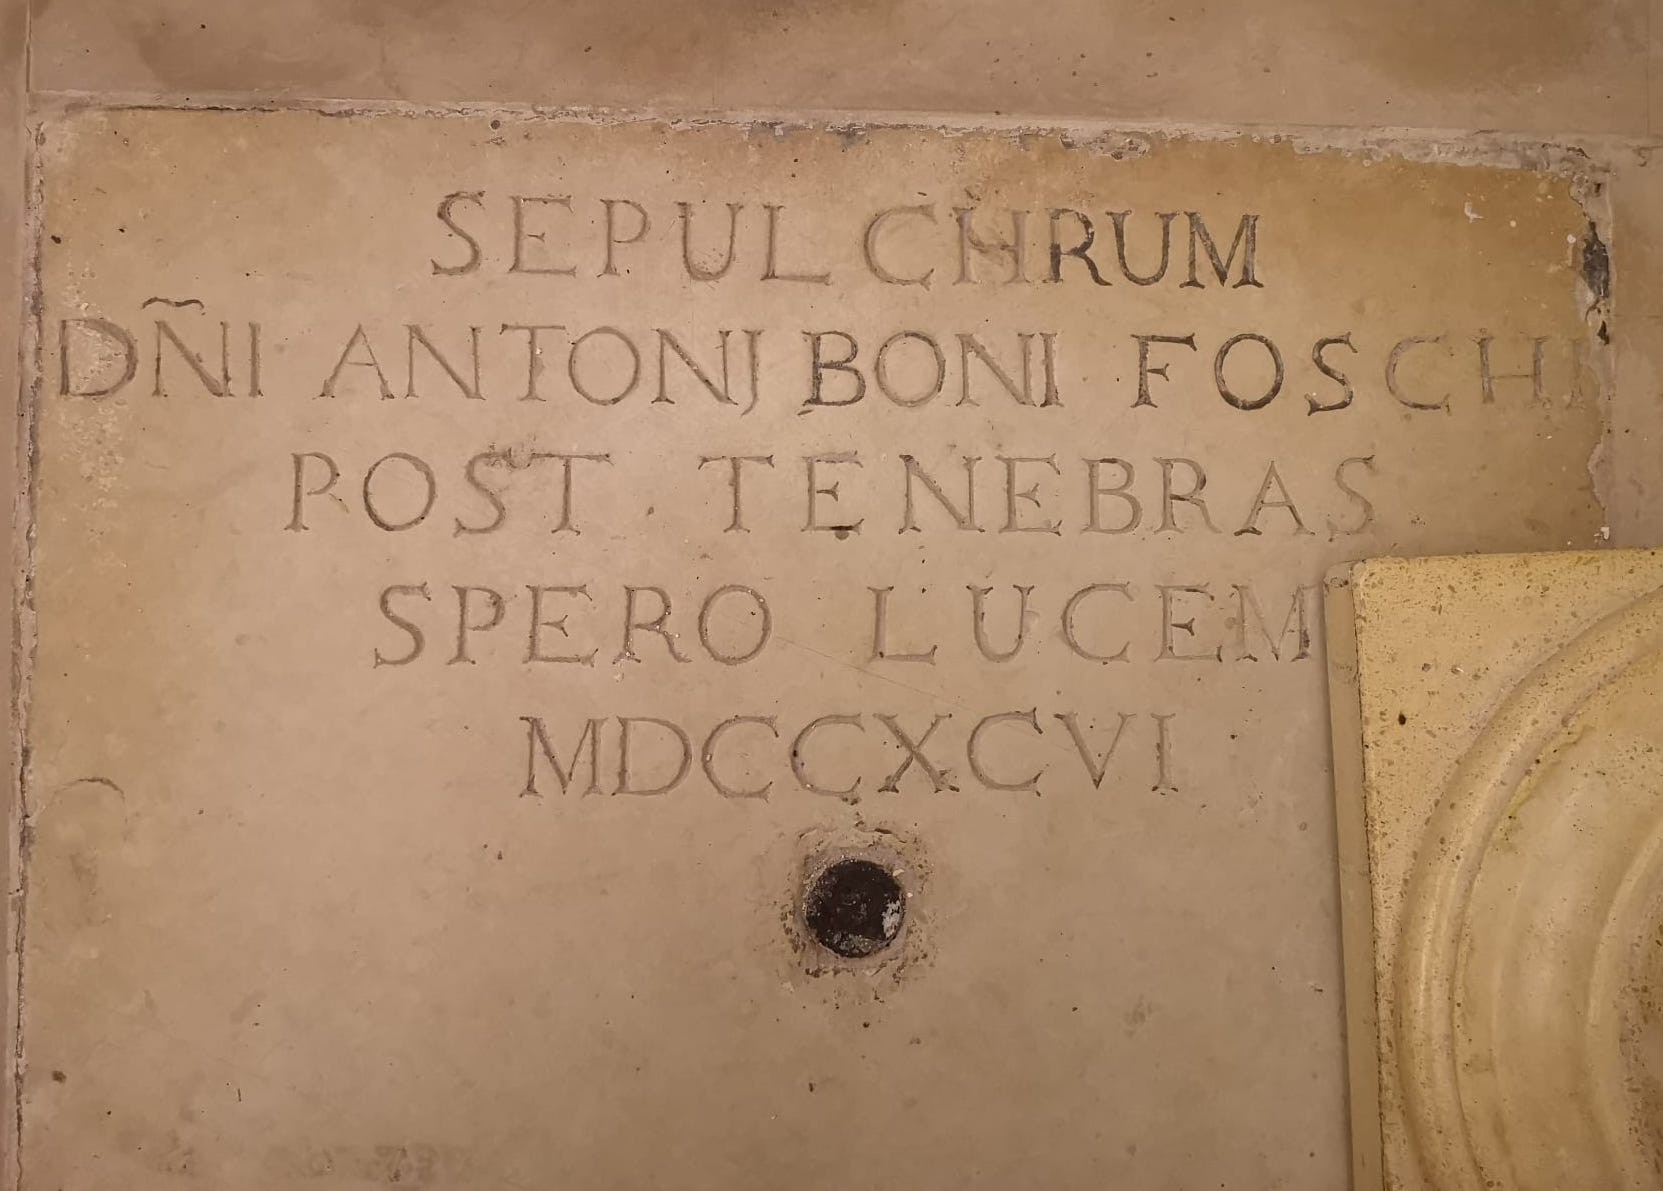 SEPULCHRUM
DÑI ANTONJ BONI FOSCHI
POST TENEBRAS
SPERO LUCEM
MDCCXCVI